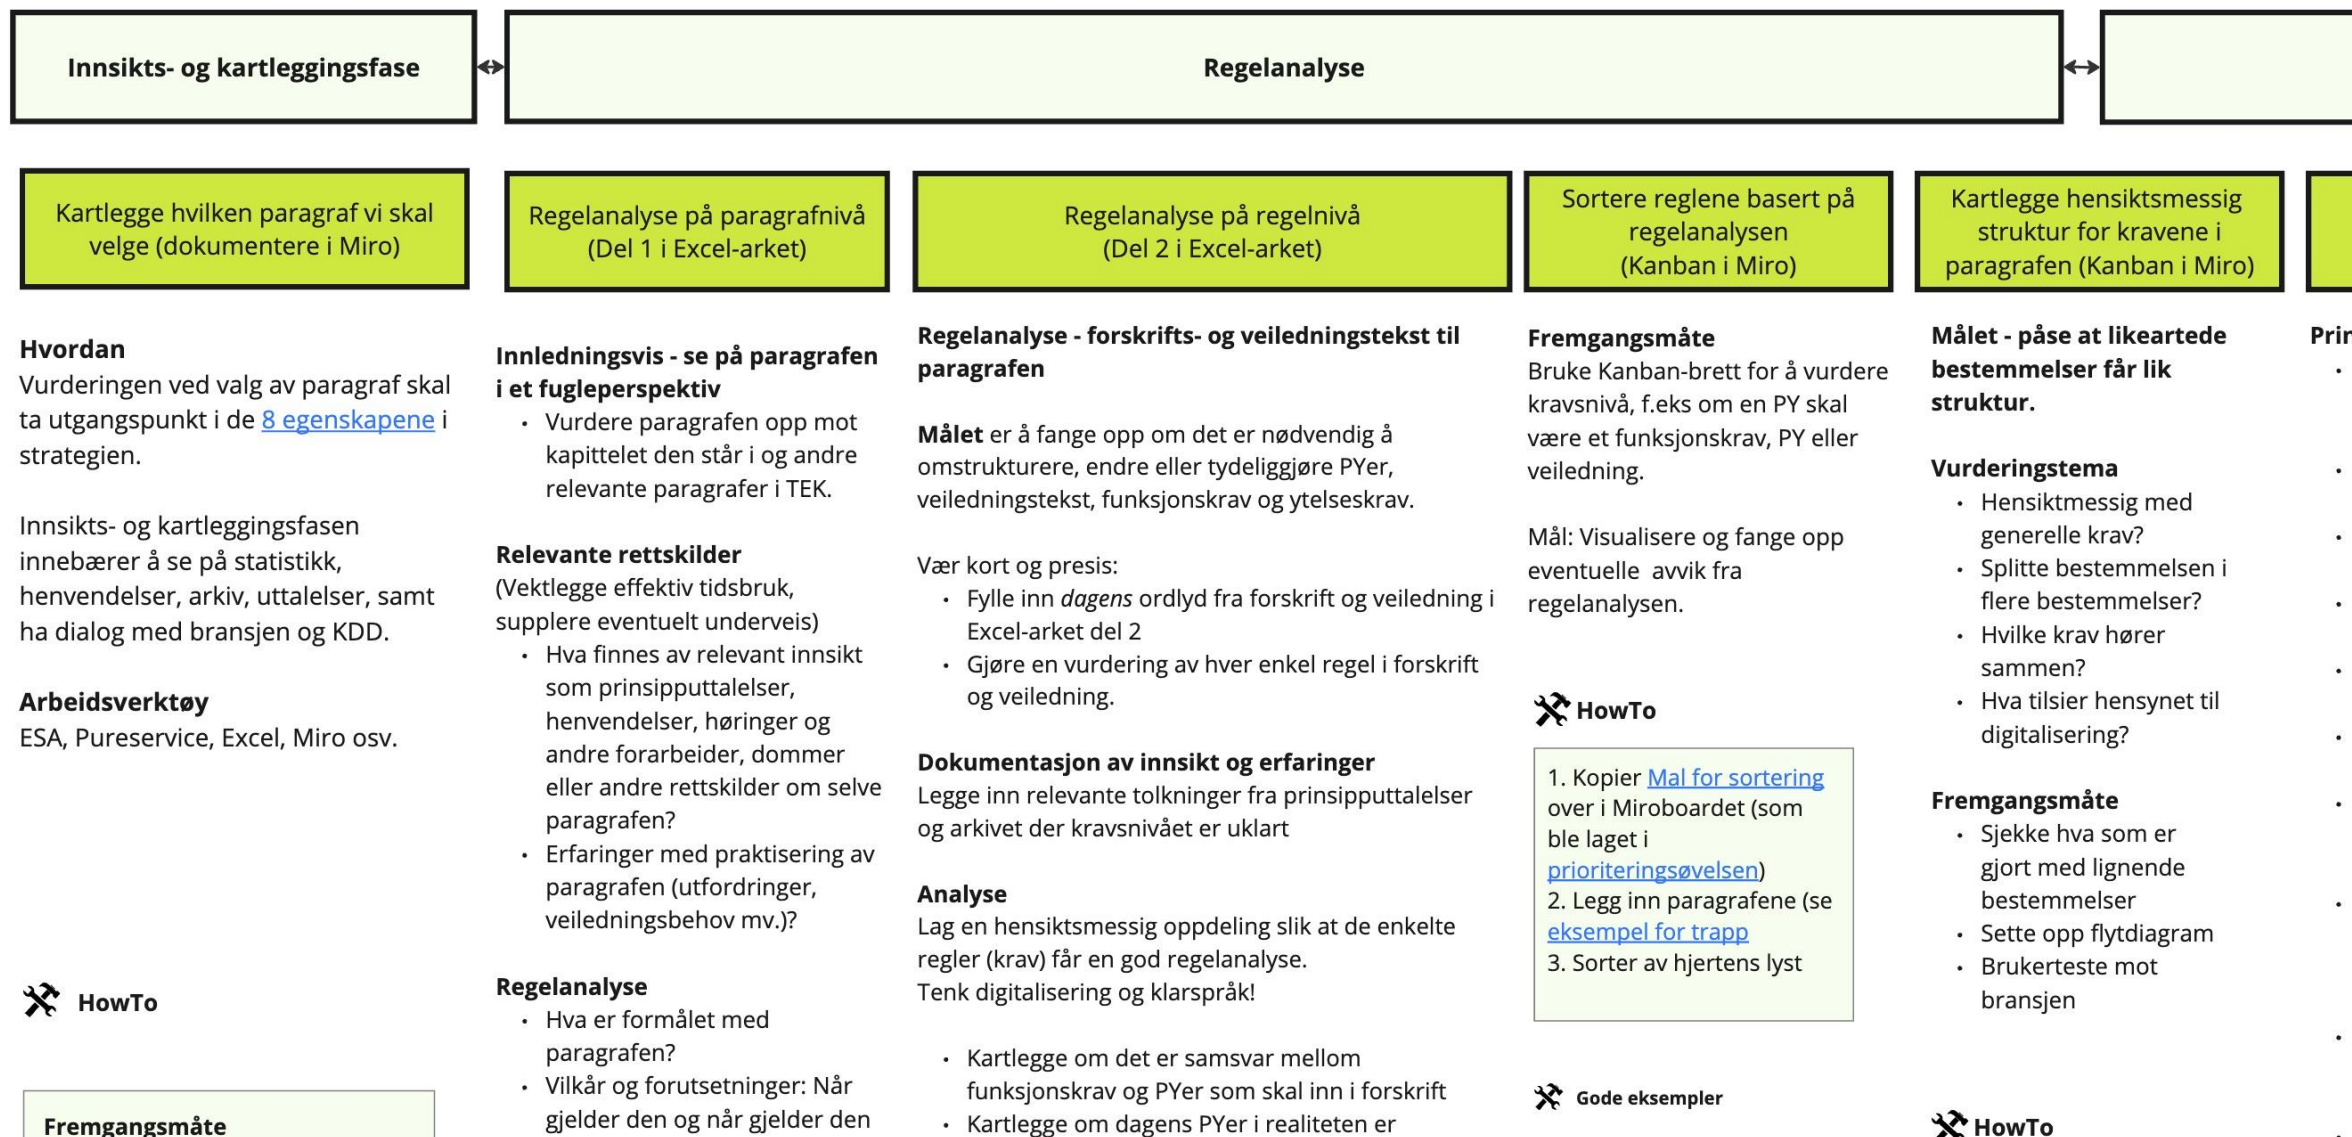 Innsikts- og kartleggingsfase
Regelanalyse
Kartlegge hvilken paragraf vi skal
velge (dokumentere i Miro)
Hvordan
Vurderingen ved valg av paragraf skal
ta utgangspunkt i de 8 egenskapene i
strategien.
Innsikts- og kartleggingsfasen
innebærer å se på statistikk,
henvendelser, arkiv, uttalelser, samt
ha dialog med bransjen og KDD.
Arbeidsverktøy
ESA, Pureservice, Excel, Miro osv.
HowTo
Fremgangsmåte
Regelanalyse på paragrafnivå
(Del 1 i Excel-arket)
Innledningsvis - se på paragrafen
i et fugleperspektiv
• Vurdere paragrafen opp mot
kapittelet den står i og andre
relevante paragrafer i TEK.
Relevante rettskilder
(Vektlegge effektiv tidsbruk,
supplere eventuelt underveis)
• Hva finnes av relevant innsikt
som prinsipputtalelser,
henvendelser, høringer og
andre forarbeider, dommer
eller andre rettskilder om selve
paragrafen?
• Erfaringer med praktisering av
paragrafen (utfordringer,
veiledningsbehov mv.)?
Regelanalyse
• Hva er formålet med
paragrafen?
• Vilkår og forutsetninger: Når
gjelder den og når gjelder den
Regelanalyse på regelnivå
(Del 2 i Excel-arket)
Regelanalyse - forskrifts- og veiledningstekst til
paragrafen
Målet er å fange opp om det er nødvendig å
omstrukturere, endre eller tydeliggjøre PYer,
veiledningstekst, funksjonskrav og ytelseskrav.
Vær kort og presis:
• Fylle inn dagens ordlyd fra forskrift og veiledning i
Excel-arket del 2
• Gjøre en vurdering av hver enkel regel i forskrift
og veiledning.
Dokumentasjon av innsikt og erfaringer
Legge inn relevante tolkninger fra prinsipputtalelser
og arkivet der kravsnivået er uklart
Analyse
Lag en hensiktsmessig oppdeling slik at de enkelte
regler (krav) får en god regelanalyse.
Tenk digitalisering og klarspråk!
• Kartlegge om det er samsvar mellom
funksjonskrav og PYer som skal inn i forskrift
• Kartlegge om dagens PYer i realiteten er
Sortere reglene basert på
regelanalysen
(Kanban i Miro)
Fremgangsmåte
Bruke Kanban-brett for å vurdere
kravsnivå, f.eks om en PY skal
være et funksjonskrav, PY eller
veiledning.
Mål: Visualisere og fange opp
eventuelle avvik fra
regelanalysen.
HowTo
1. Kopier Mal for sortering
over i Miroboardet (som
ble laget i
prioriteringsøvelsen)
2. Legg inn paragrafene (se
eksempel for trapp
3. Sorter av hjertens lyst
Gode eksempler
Kartlegge hensiktsmessig
struktur for kravene i
paragrafen (Kanban i Miro)
Målet - påse at likeartede
bestemmelser får lik
struktur.
Vurderingstema
• Hensiktmessig med
generelle krav?
• Splitte bestemmelsen i
flere bestemmelser?
• Hvilke krav hører
sammen?
• Hva tilsier hensynet til
digitalisering?
Fremgangsmåte
• Sjekke hva som er
gjort med lignende
bestemmelser
• Sette opp flytdiagram
• Brukerteste mot
bransjen
HowTo